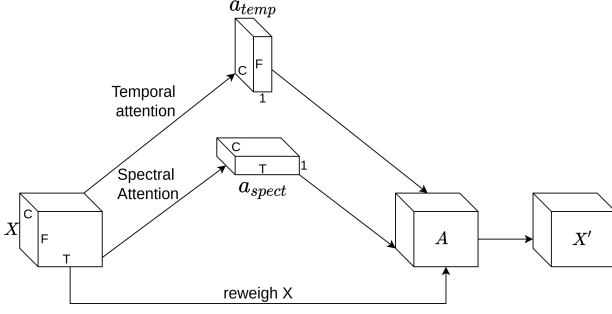 a_temp
C
F
1
Temporal
attention
C
T
1
a_spect
Spectral
Attention
X
C
F
T
A
X′
reweigh X